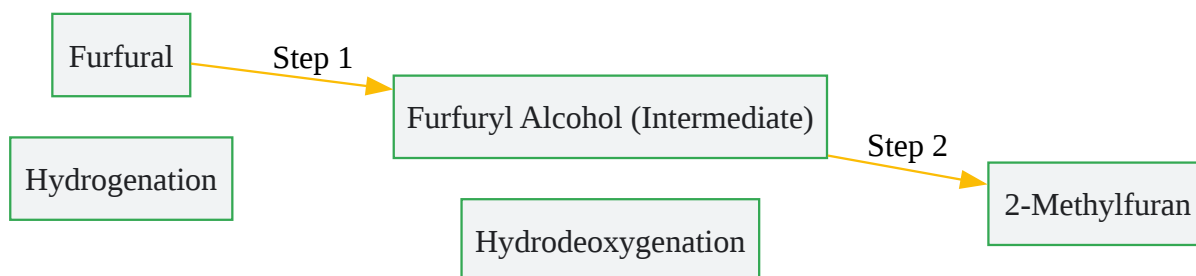 Furfural
Step 1
Furfuryl Alcohol (Intermediate)
Step 2
2-Methylfuran
Hydrogenation
Hydrodeoxygenation